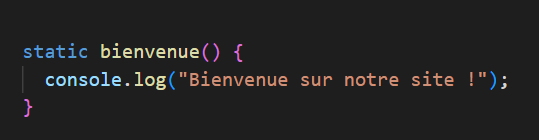 static bienvenue() {
  console.log("Bienvenue sur notre site !");
}